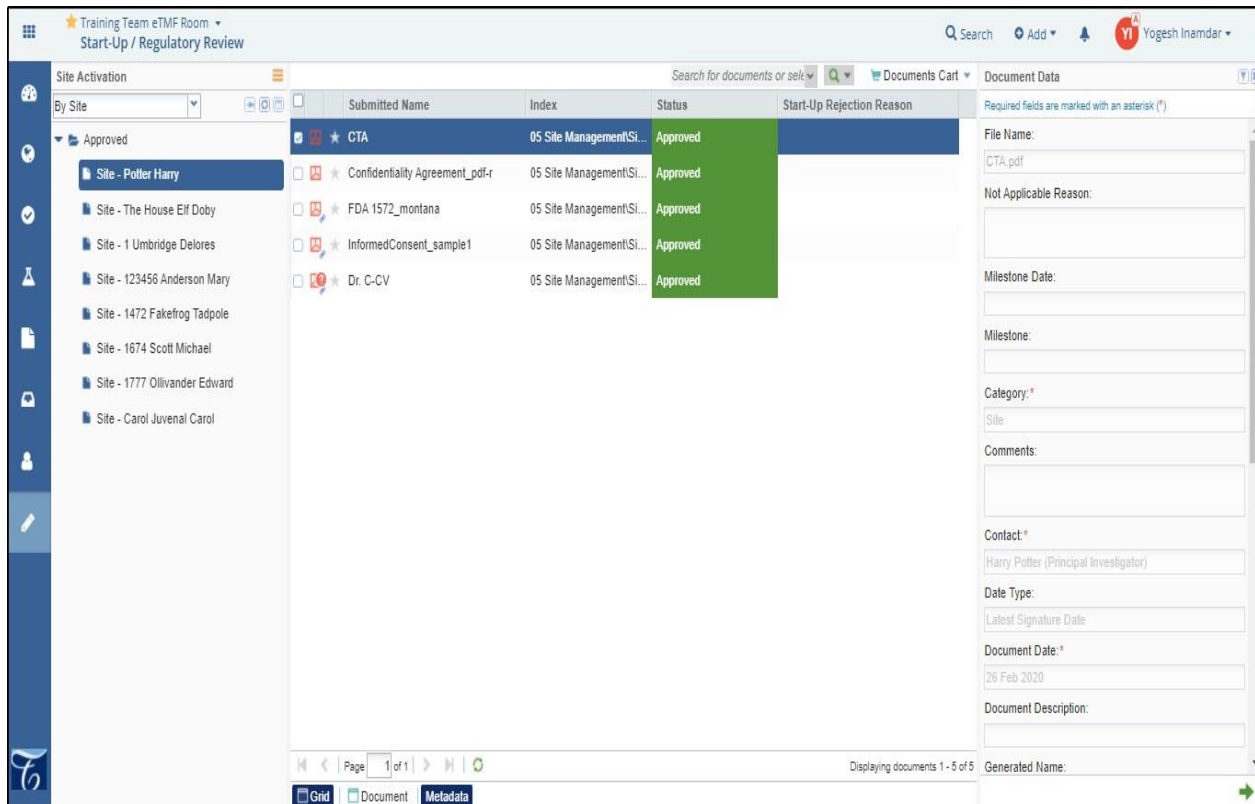 Training Team eTMF Room
Start-Up / Regulatory Review
Search
Add
A
YI
Yogesh Inamdar
Site Activation
By Site
Approved
Site - Potter Harry
Site - The House Elf Doby
Site - 1 Umbridge Delores
Site - 123456 Anderson Mary
Site - 1472 Fakefrog Tadpole
Site - 1674 Scott Michael
Site - 1777 Ollivander Edward
Site - Carol Juvenal Carol
Search for documents or sele
Documents Cart
Submitted Name Index Status Start-Up Rejection Reason
CTA 05 Site Management\Si... Approved
Confidentiality Agreement_pdf-r 05 Site Management\Si... Approved
FDA 1572_montana 05 Site Management\Si... Approved
InformedConsent_sample1 05 Site Management\Si... Approved
Dr. C-CV 05 Site Management\Si... Approved
Page 1 of 1
Displaying documents 1 - 5 of 5
Grid Document Metadata
Document Data
Required fields are marked with an asterisk (*)
File Name:
CTA.pdf
Not Applicable Reason:
Milestone Date:
Milestone:
Category:*
Site
Comments:
Contact:*
Harry Potter (Principal Investigator)
Date Type:
Latest Signature Date
Document Date:*
26 Feb 2020
Document Description:
Generated Name: